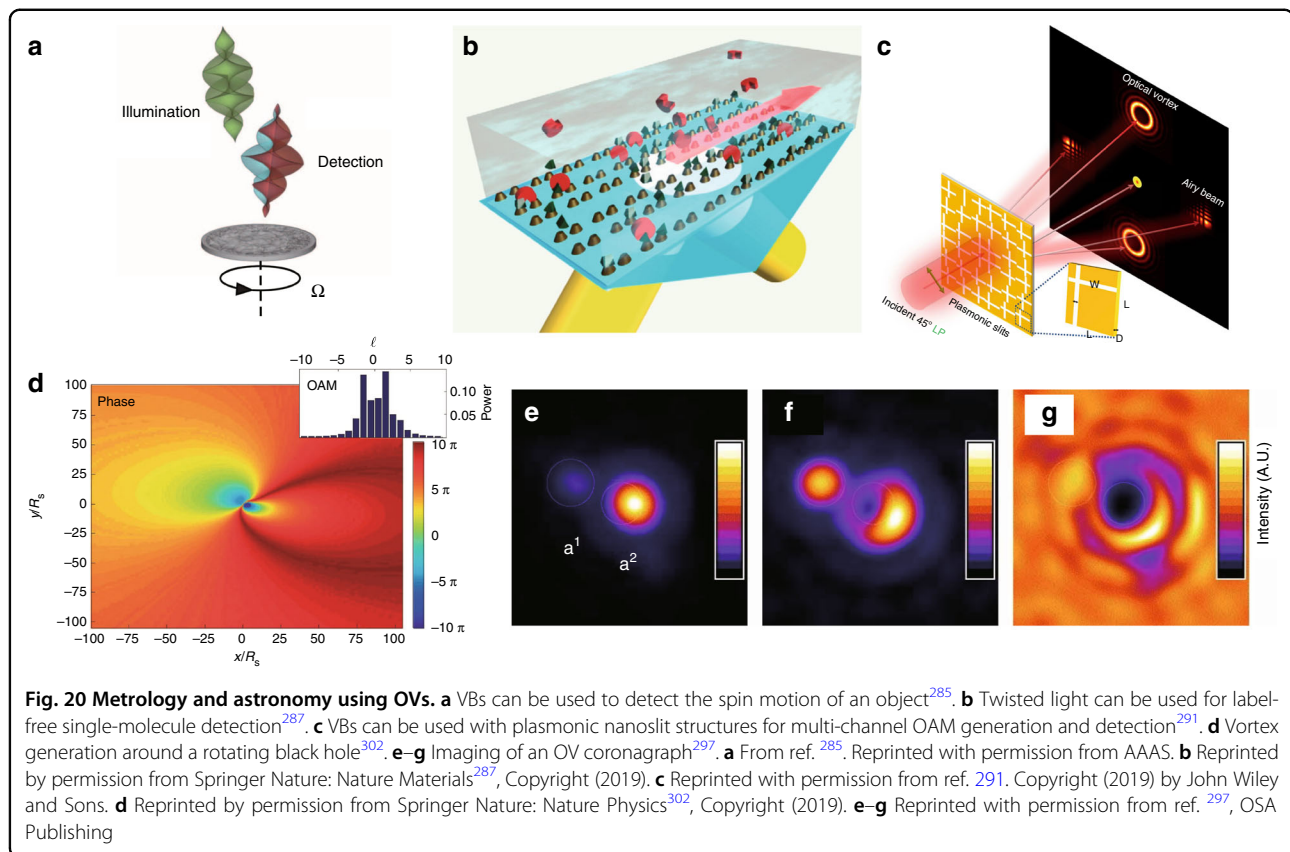 a
Illumination
Detection
Ω
b
c
Optical vortex
Airy beam
Incident 45° LP
Plasmonic slits
W
L
L
D
d
ℓ
−10 −5 0 5 10
OAM
0.10
0.05
Power
Phase
100
75
50
25
0
−25
−50
−75
−100
y/Rs
−100 −75 −50 −25 0 25 50 75 100
x/Rs
10 π
5 π
0
−5 π
−10 π
e
a1
a2
f
g
Intensity (A.U.)
Fig. 20 Metrology and astronomy using OVs. a VBs can be used to detect the spin motion of an object285. b Twisted light can be used for label-
free single-molecule detection287. c VBs can be used with plasmonic nanoslit structures for multi-channel OAM generation and detection291. d Vortex
generation around a rotating black hole302. e–g Imaging of an OV coronagraph297. a From ref. 285. Reprinted with permission from AAAS. b Reprinted
by permission from Springer Nature: Nature Materials287, Copyright (2019). c Reprinted with permission from ref. 291. Copyright (2019) by John Wiley
and Sons. d Reprinted by permission from Springer Nature: Nature Physics302, Copyright (2019). e–g Reprinted with permission from ref. 297, OSA
Publishing